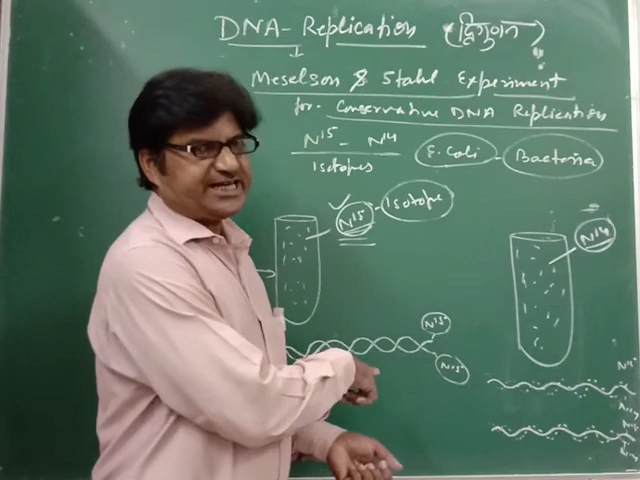 DNA- Replication (द्विगुणन)
I
Meselson & Stahl Experiment
for. Conservative DNA Replication
N15 - N14
Isotopes
E. Coli - Bacteria
N15 - Isotope
N14
N15
N15